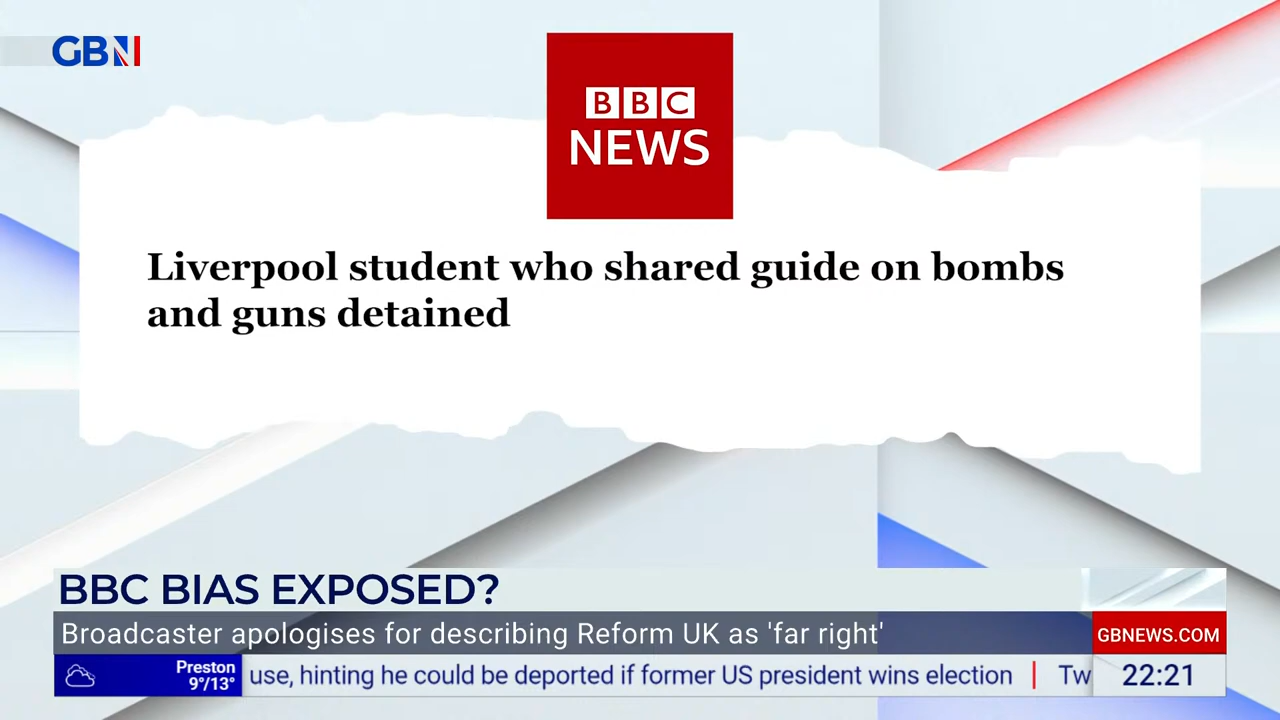 GBN
BBC
NEWS
Liverpool student who shared guide on bombs
and guns detained
BBC BIAS EXPOSED?
Broadcaster apologises for describing Reform UK as 'far right'
GBNEWS.COM
Preston
9°/13°
use, hinting he could be deported if former US president wins election | Tw
22:21